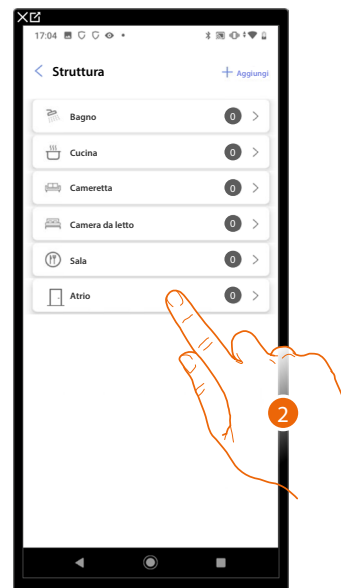 17:04
Struttura
Aggiungi
Bagno 0
Cucina 0
Cameretta 0
Camera da letto 0
Sala 0
Atrio 0
2